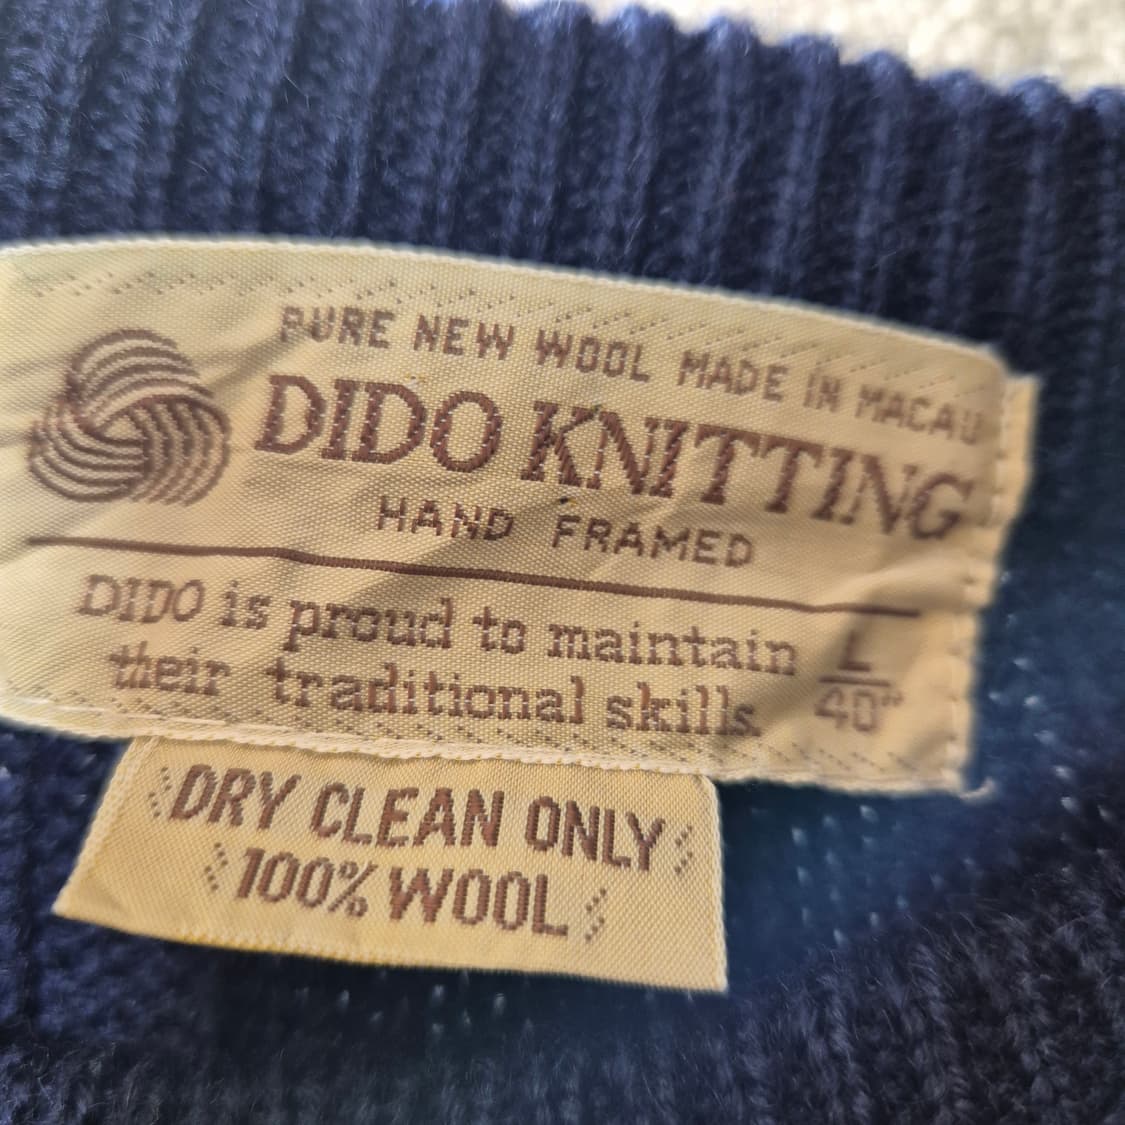 PURE NEW WOOL MADE IN MACAU
DIDO KNITTING
HAND FRAMED
DIDO is proud to maintain
their traditional skills.
L
40"
DRY CLEAN ONLY
100% WOOL